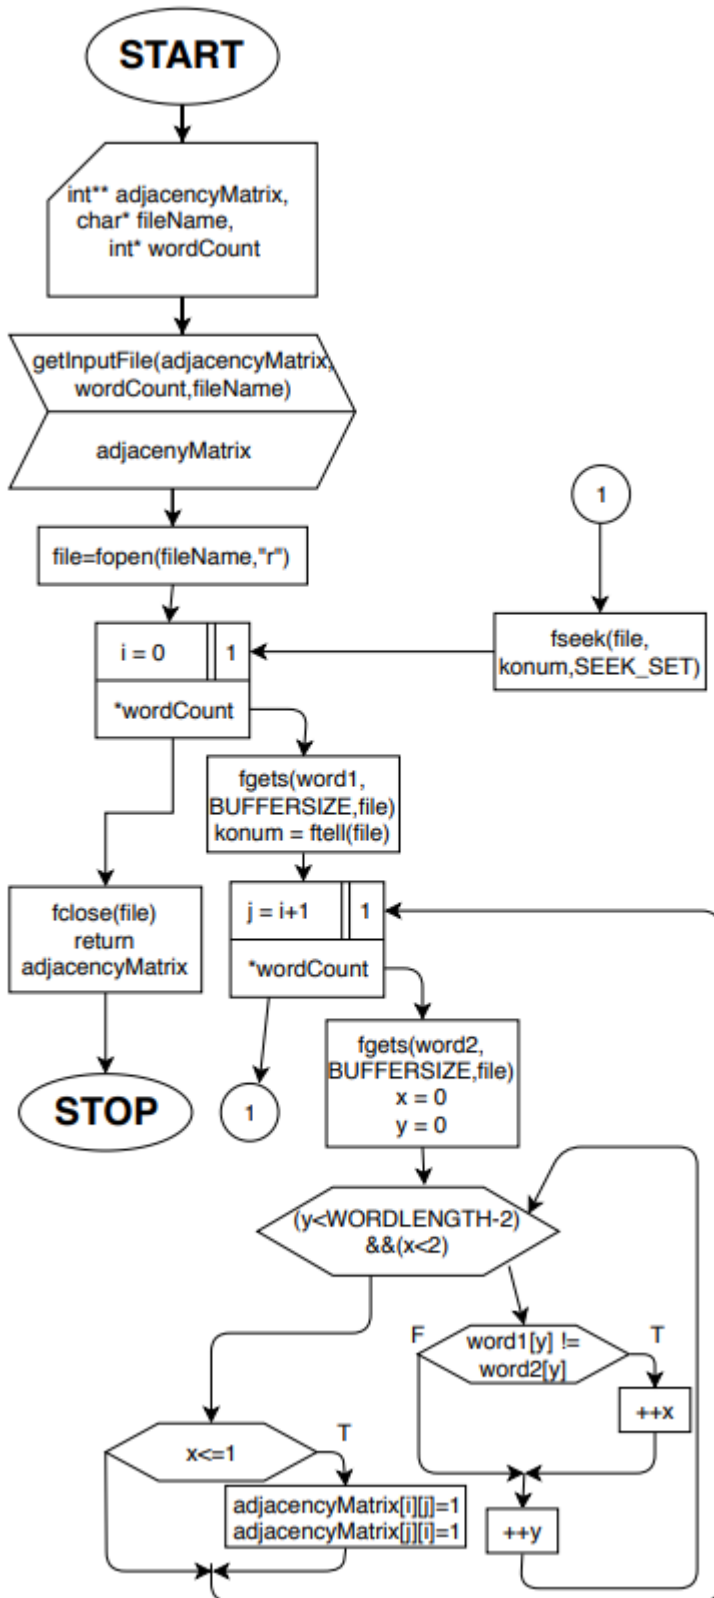 START
int** adjacencyMatrix,
char* fileName,
int* wordCount
getInputFile(adjacencyMatrix,
wordCount,fileName)
adjacenyMatrix
1
file=fopen(fileName,"r")
fseek(file,
konum,SEEK_SET)
i = 0
1
*wordCount
fgets(word1,
BUFFERSIZE,file)
konum = ftell(file)
fclose(file)
return
adjacencyMatrix
j = i+1
1
*wordCount
fgets(word2,
BUFFERSIZE,file)
x = 0
y = 0
STOP
1
(y<WORDLENGTH-2)
&&(x<2)
F
word1[y] !=
word2[y]
T
++x
x<=1
T
adjacencyMatrix[i][j]=1
adjacencyMatrix[j][i]=1
++y